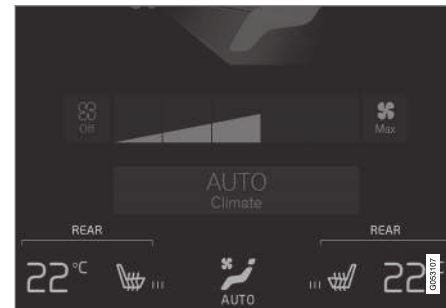 Off
Max
AUTO
Climate
REAR
REAR
22°C
22
AUTO
G053107